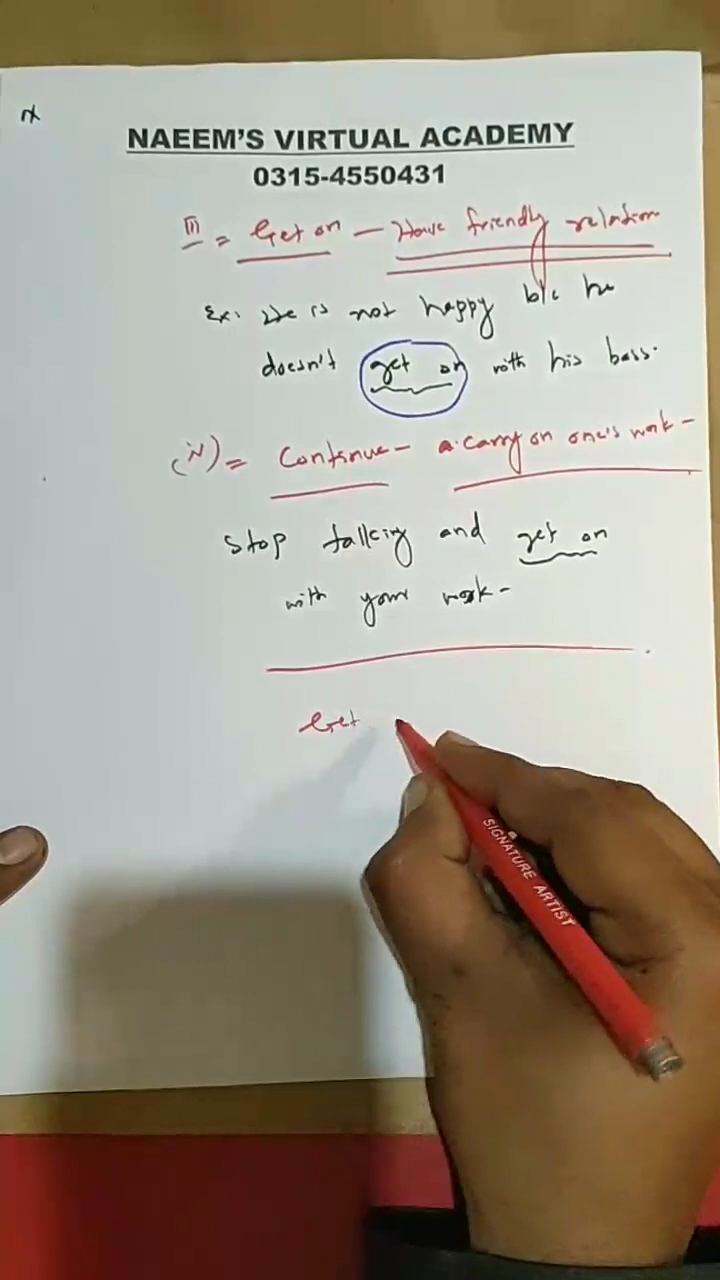 NAEEM'S VIRTUAL ACADEMY
0315-4550431
III = Get on – Have friendly relation
Ex: He is not happy b/c he
doesn't get on with his boss.
(iv) = Continue – carry on one's work –
Stop talking and get on
with your work –
Get
SIGNATURE ARTIST